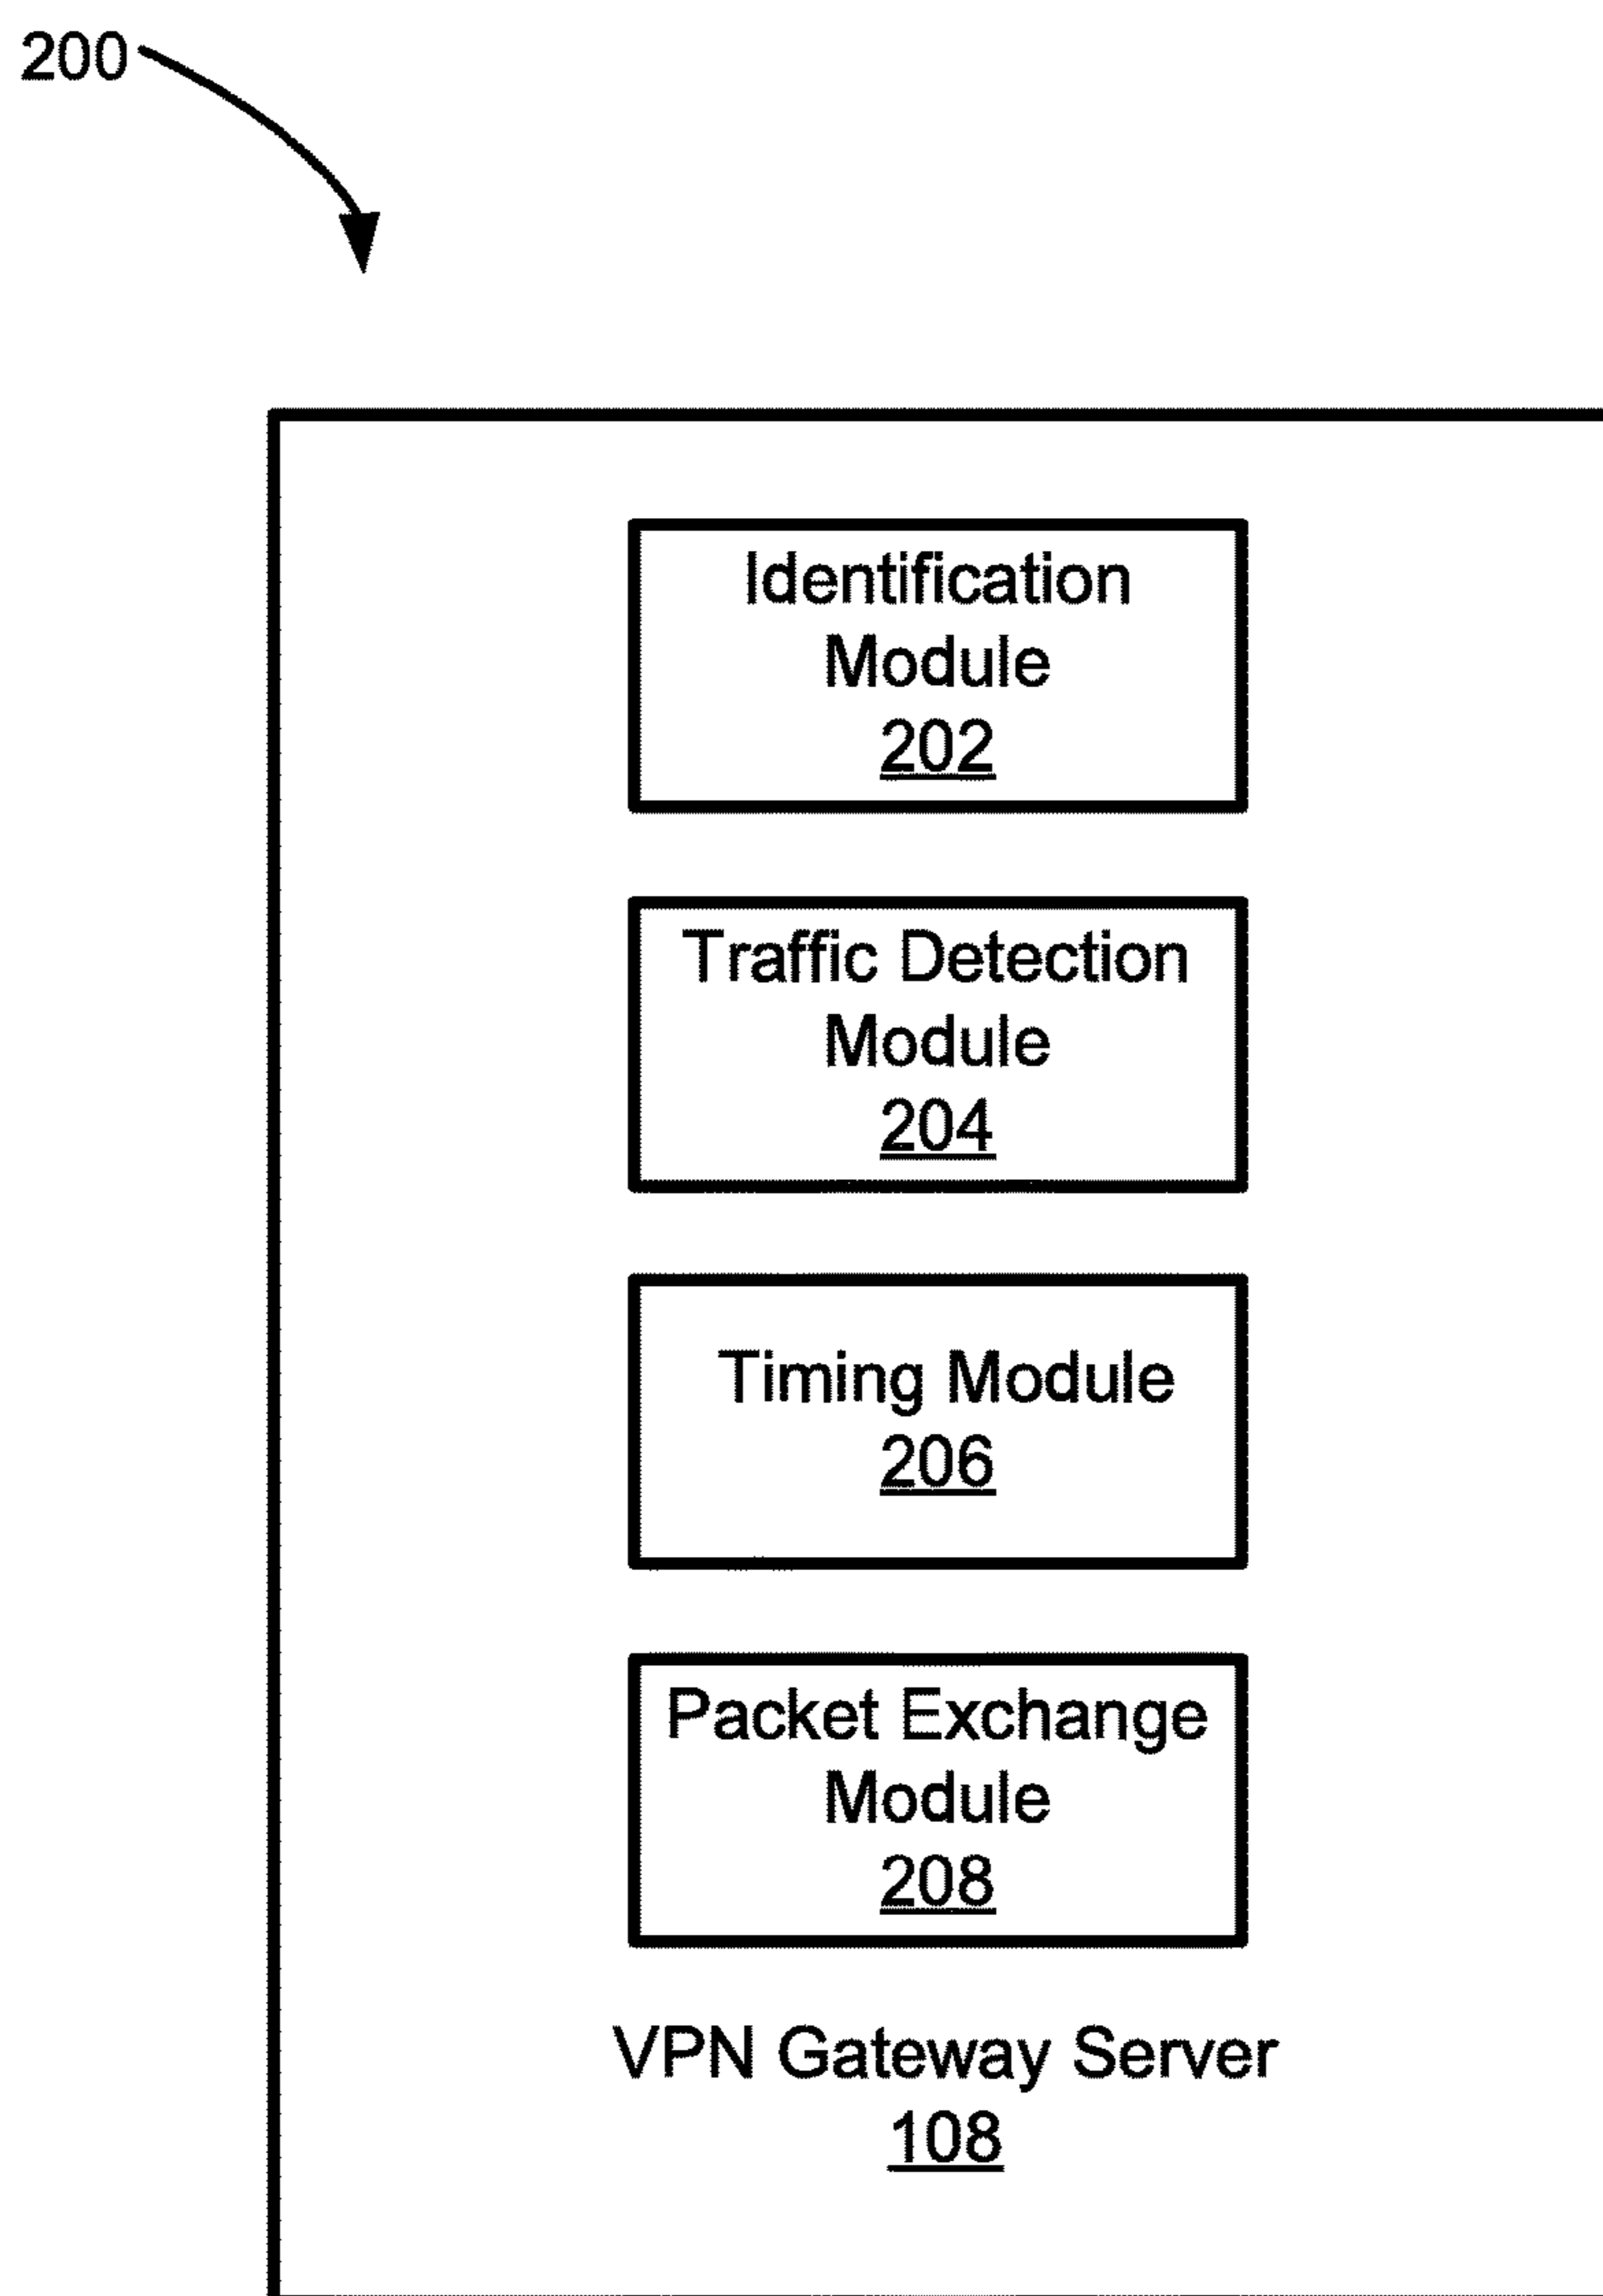 200
Identification
Module
202
Traffic Detection
Module
204
Timing Module
206
Packet Exchange
Module
208
VPN Gateway Server
108